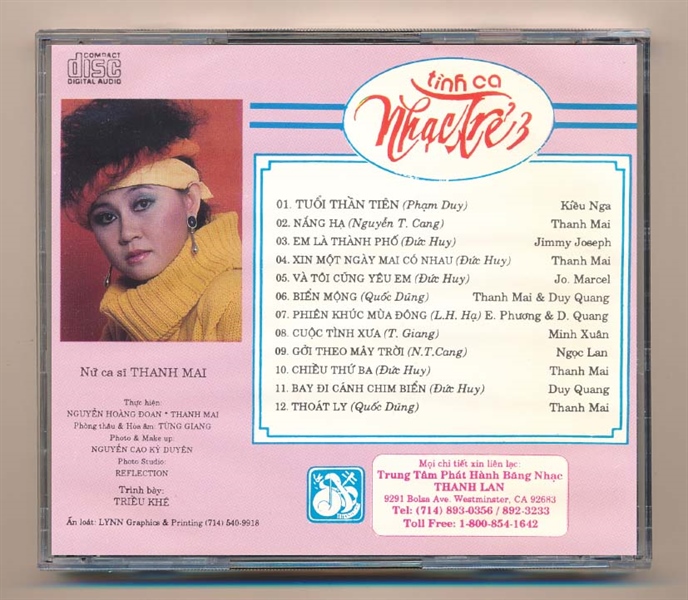 COMPACT
disc
DIGITAL AUDIO
tình ca
Nhạc trẻ 3
01. TUỔI THẦN TIÊN (Phạm Duy) Kiều Nga
02. NẮNG HẠ (Nguyễn T. Cang) Thanh Mai
03. EM LÀ THÀNH PHỐ (Đức Huy) Jimmy Joseph
04. XIN MỘT NGÀY MAI CÓ NHAU (Đức Huy) Thanh Mai
05. VÀ TÔI CŨNG YÊU EM (Đức Huy) Jo. Marcel
06. BIỂN MỘNG (Quốc Dũng) Thanh Mai & Duy Quang
07. PHIÊN KHÚC MÙA ĐÔNG (L.H. Hạ) E. Phương & D. Quang
08. CUỘC TÌNH XƯA (T. Giang) Minh Xuân
09. GỞI THEO MÂY TRỜI (N.T.Cang) Ngọc Lan
10. CHIỀU THỨ BA (Đức Huy) Thanh Mai
11. BAY ĐI CÁNH CHIM BIỂN (Đức Huy) Duy Quang
12. THOÁT LY (Quốc Dũng) Thanh Mai
Nữ ca sĩ THANH MAI
Thực hiện:
NGUYỄN HOÀNG ĐOAN * THANH MAI
Phòng thâu & Hòa âm: TÙNG GIANG
Photo & Make up:
NGUYỄN CAO KỲ DUYÊN
Photo Studio:
REFLECTION
Trình bày:
TRIỀU KHÊ
Ấn loát: LYNN Graphics & Printing (714) 540-9918
Mọi chi tiết xin liên lạc:
Trung Tâm Phát Hành Băng Nhạc
THANH LAN
9291 Bolsa Ave. Westminster, CA 92683
Tel: (714) 893-0356 / 892-3233
Toll Free: 1-800-854-1642